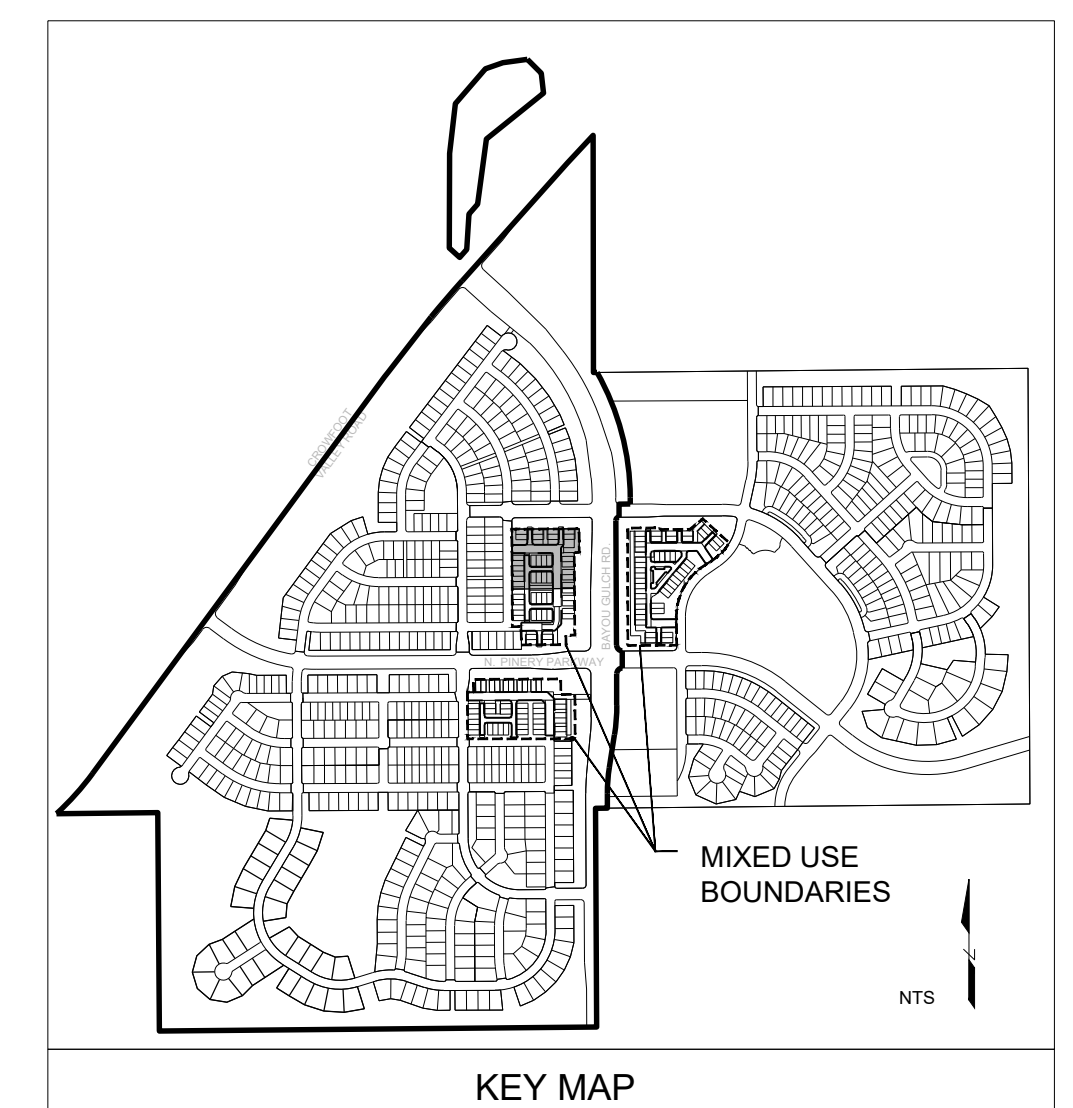 CROWFOOT
VALLEY ROAD
BAYOU GULCH RD.
N. PINERY PARKWAY
MIXED USE
BOUNDARIES
N
NTS
KEY MAP